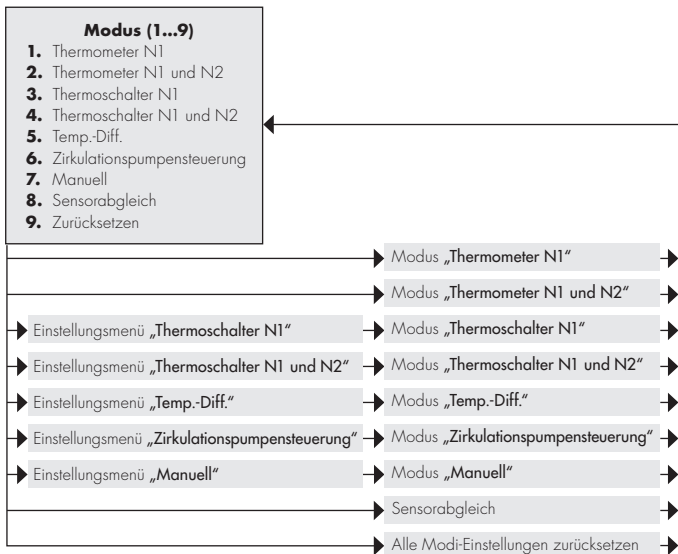 Modus (1...9)
1. Thermometer N1
2. Thermometer N1 und N2
3. Thermoschalter N1
4. Thermoschalter N1 und N2
5. Temp.-Diff.
6. Zirkulationspumpensteuerung
7. Manuell
8. Sensorabgleich
9. Zurücksetzen
Modus „Thermometer N1“
Modus „Thermometer N1 und N2“
Einstellungsmenü „Thermoschalter N1“ Modus „Thermoschalter N1“
Einstellungsmenü „Thermoschalter N1 und N2“ Modus „Thermoschalter N1 und N2“
Einstellungsmenü „Temp.-Diff.“ Modus „Temp.-Diff.“
Einstellungsmenü „Zirkulationspumpensteuerung“ Modus „Zirkulationspumpensteuerung“
Einstellungsmenü „Manuell“ Modus „Manuell“
Sensorabgleich
Alle Modi-Einstellungen zurücksetzen